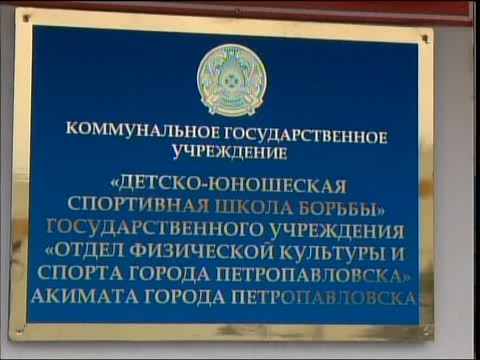 КОММУНАЛЬНОЕ ГОСУДАРСТВЕННОЕ
УЧРЕЖДЕНИЕ
«ДЕТСКО-ЮНОШЕСКАЯ
СПОРТИВНАЯ ШКОЛА БОРЬБЫ»
ГОСУДАРСТВЕННОГО УЧРЕЖДЕНИЯ
«ОТДЕЛ ФИЗИЧЕСКОЙ КУЛЬТУРЫ И
СПОРТА ГОРОДА ПЕТРОПАВЛОВСКА»
АКИМАТА ГОРОДА ПЕТРОПАВЛОВСКА